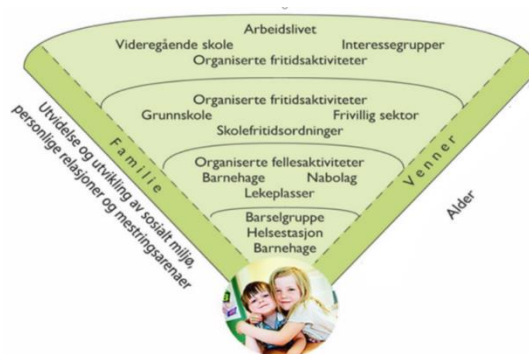 Arbeidslivet
Videregående skole Interessegrupper
Organiserte fritidsaktiviteter
Organiserte fritidsaktiviteter
Grunnskole Frivillig sektor
Skolefritidsordninger
Organiserte fellesaktiviteter
Barnehage Nabolag
Lekeplasser
Barselgruppe
Helsestasjon
Barnehage
Familie
Venner
Utvidelse og utvikling av sosialt miljø,
personlige relasjoner og mestringsarenaer
Alder